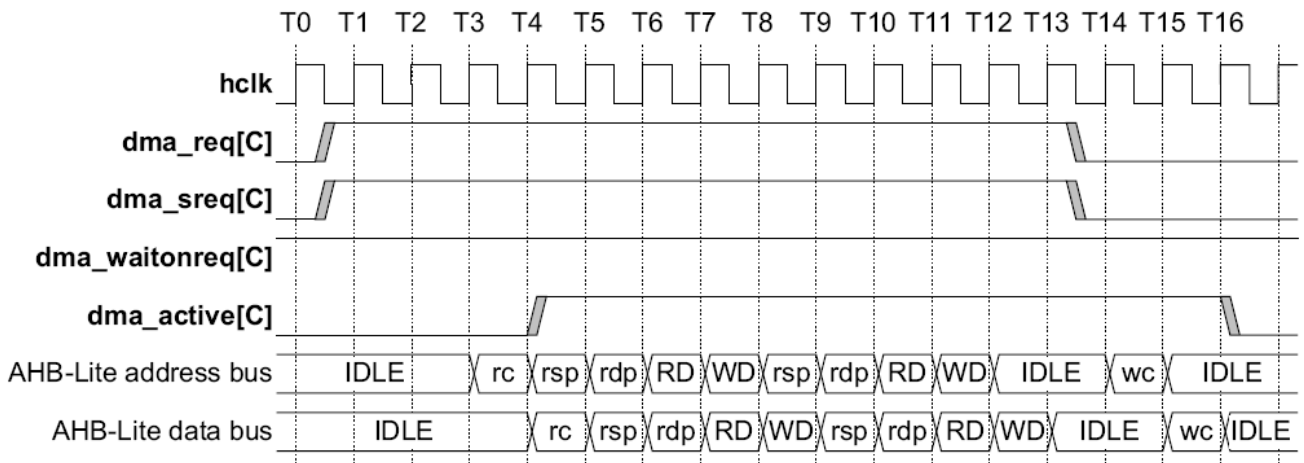 T0 T1 T2 T3 T4 T5 T6 T7 T8 T9 T10 T11 T12 T13 T14 T15 T16
hclk
dma_req[C]
dma_sreq[C]
dma_waitonreq[C]
dma_active[C]
AHB-Lite address bus IDLE rc rsp rdp RD WD rsp rdp RD WD IDLE wc IDLE
AHB-Lite data bus IDLE rc rsp rdp RD WD rsp rdp RD WD IDLE wc IDLE